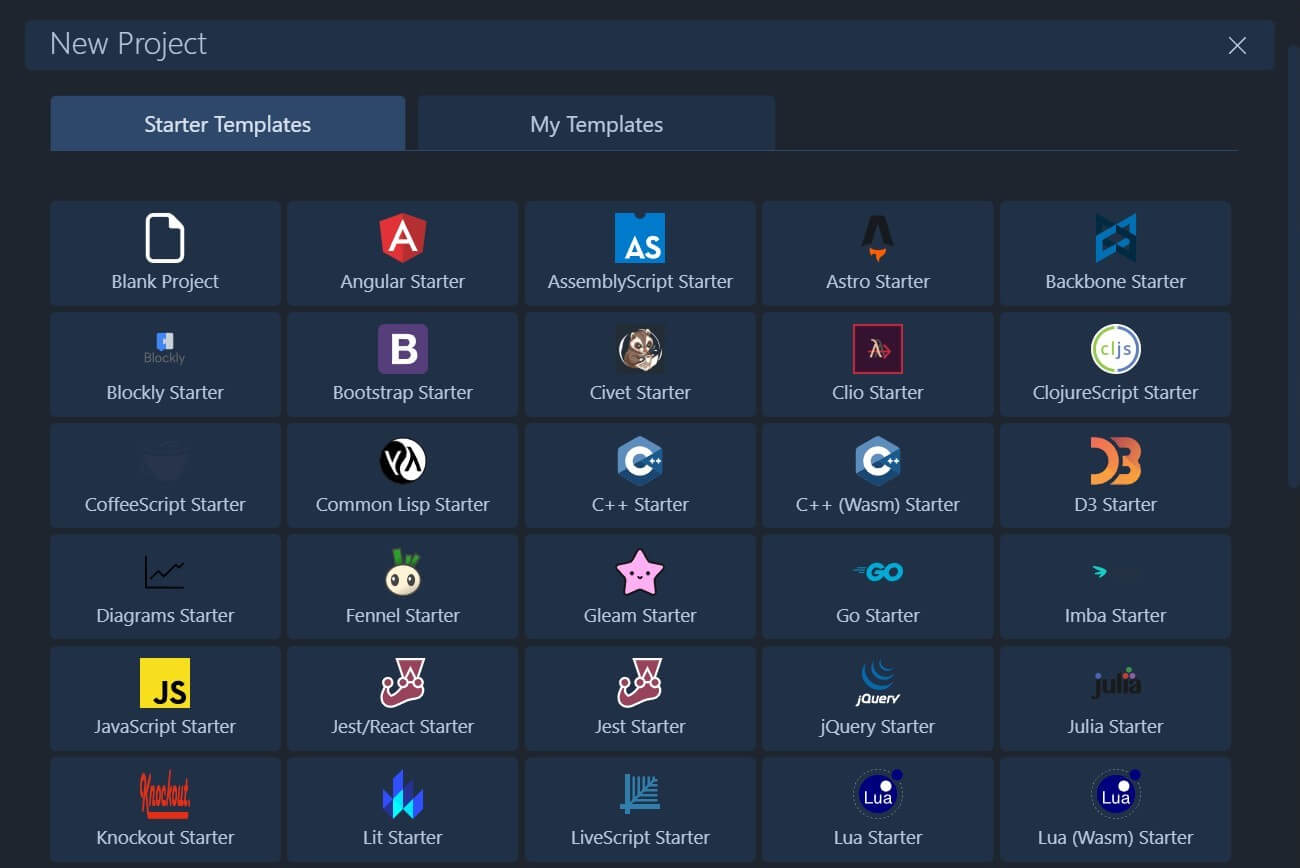 New Project
Starter Templates
My Templates
Blank Project
A
Angular Starter
AS
AssemblyScript Starter
Astro Starter
Backbone Starter
Blockly
Blockly Starter
B
Bootstrap Starter
Civet Starter
Clio Starter
cljs
ClojureScript Starter
CoffeeScript Starter
Common Lisp Starter
C++
C++ Starter
C++
C++ (Wasm) Starter
D3
D3 Starter
Diagrams Starter
Fennel Starter
Gleam Starter
GO
Go Starter
Imba Starter
JS
JavaScript Starter
Jest/React Starter
Jest Starter
jQuery
jQuery Starter
julia
Julia Starter
Knockout.
Knockout Starter
Lit Starter
LiveScript Starter
Lua
Lua Starter
Lua
Lua (Wasm) Starter